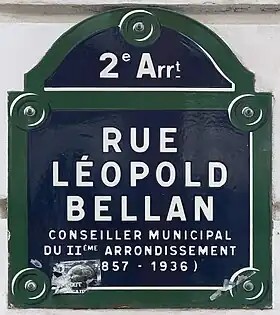 2e Arrt
RUE
LÉOPOLD
BELLAN
CONSEILLER MUNICIPAL
DU IIÈME ARRONDISSEMENT
857 - 1936 )